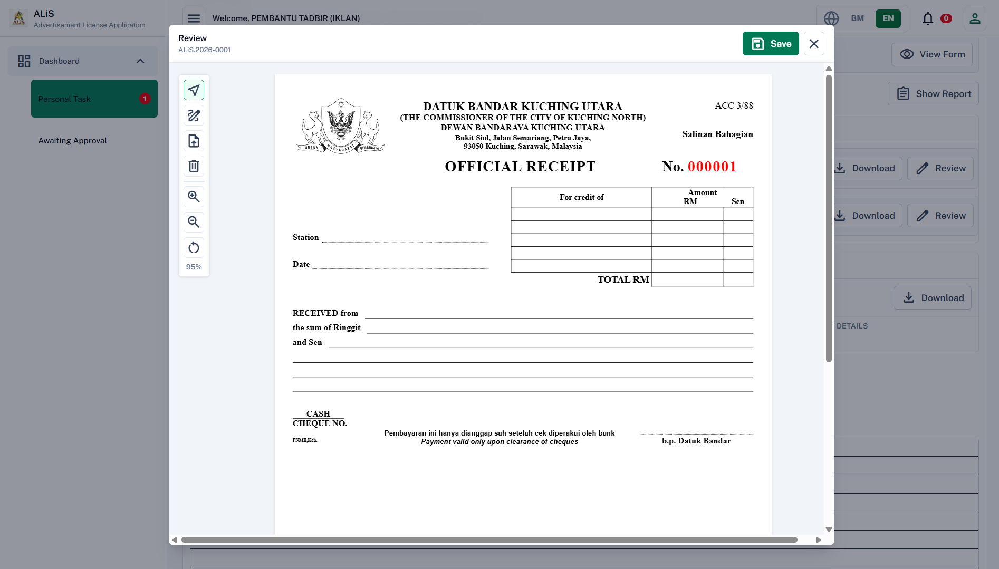 ALiS
Advertisement License Application
Welcome, PEMBANTU TADBIR (IKLAN)
BM
EN
0
Dashboard
Personal Task
1
Awaiting Approval
Review
ALiS.2026-0001
Save
View Form
Show Report
Download
Review
Download
Review
Download
DETAILS
95%
DATUK BANDAR KUCHING UTARA
(THE COMMISSIONER OF THE CITY OF KUCHING NORTH)
DEWAN BANDARAYA KUCHING UTARA
Bukit Siol, Jalan Semariang, Petra Jaya,
93050 Kuching, Sarawak, Malaysia
ACC 3/88
Salinan Bahagian
UNTUK MASYARAKAT BERBUDAYA
OFFICIAL RECEIPT
No. 000001
For credit of
Amount
RM
Sen
Station
Date
TOTAL RM
RECEIVED from
the sum of Ringgit
and Sen
CASH
CHEQUE NO.
PNMB,Kch.
Pembayaran ini hanya dianggap sah setelah cek diperakui oleh bank
Payment valid only upon clearance of cheques
b.p. Datuk Bandar